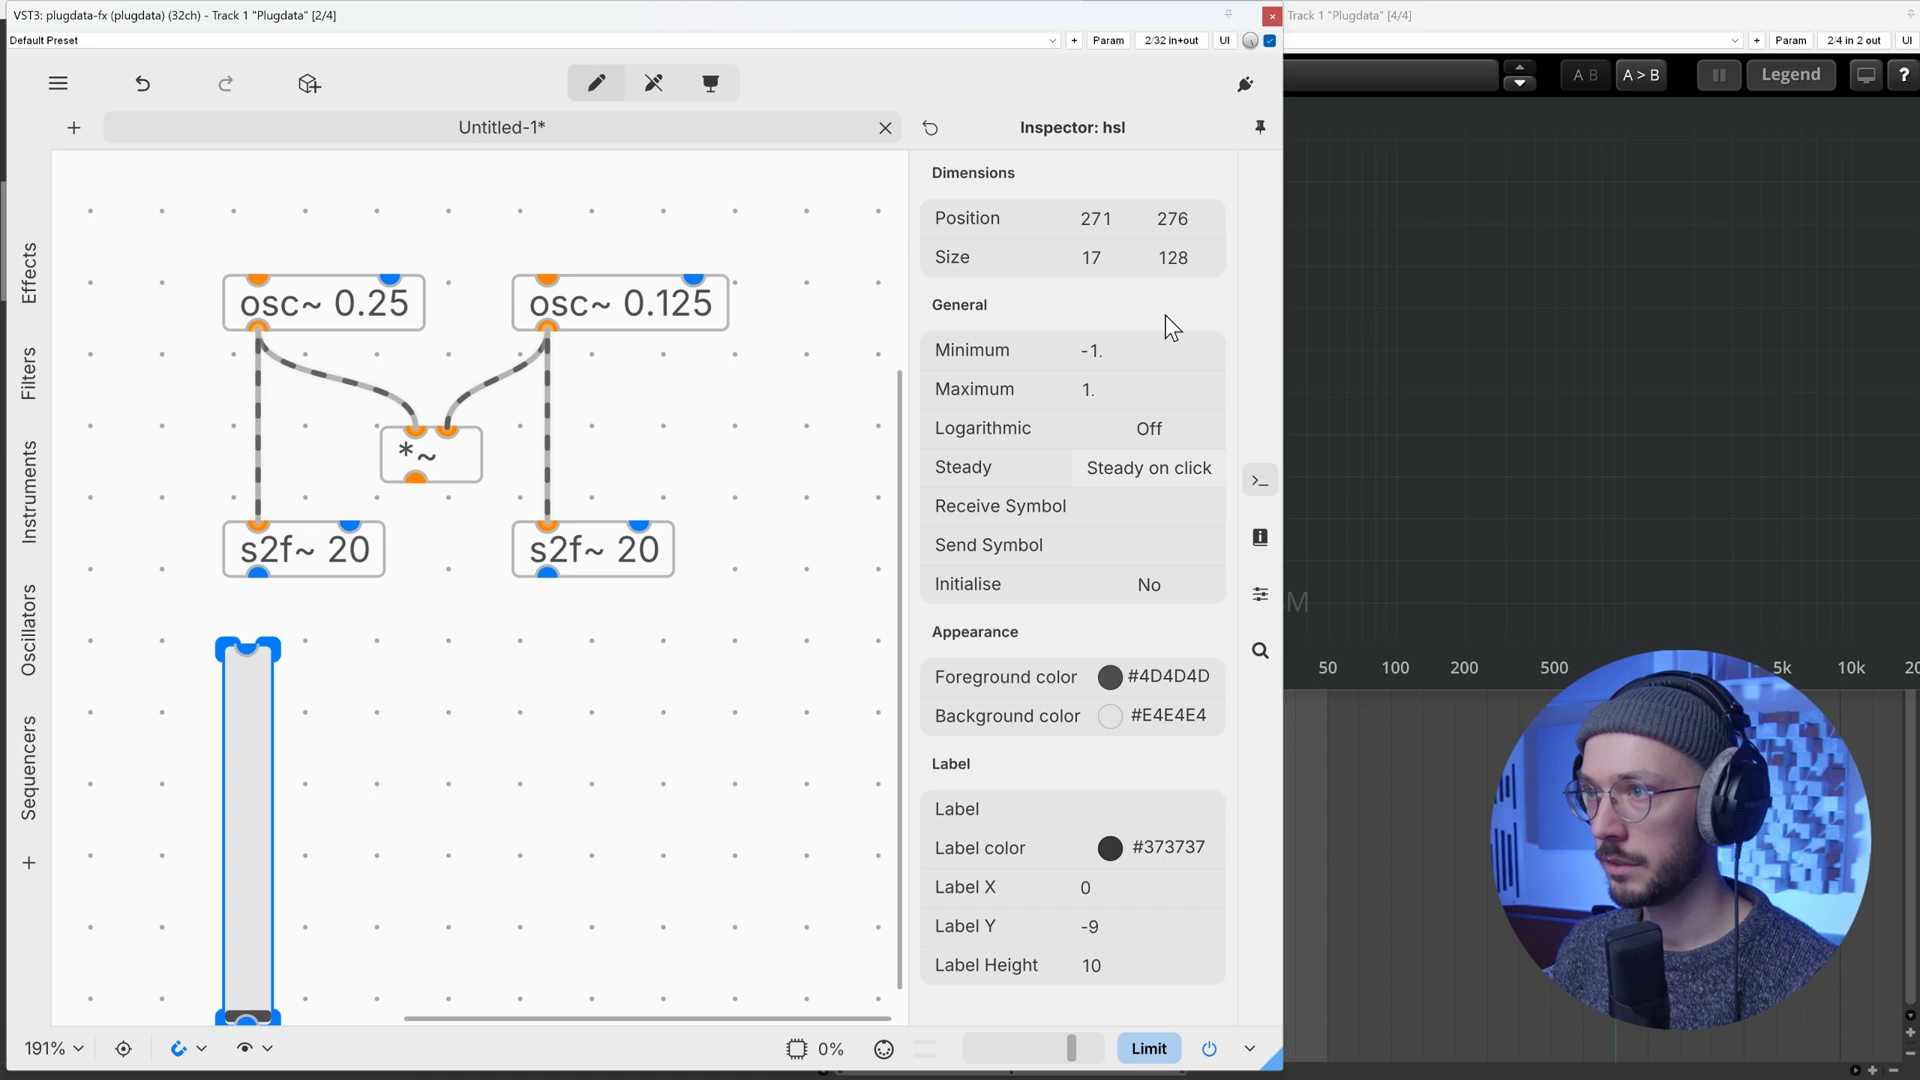 VST3: plugdata-fx (plugdata) (32ch) - Track 1 "Plugdata" [2/4]
Track 1 "Plugdata" [4/4]
Default Preset
+
Param
2/32 in+out
UI
+
Param
2/4 in 2 out
UI
A B
A > B
Legend
?
+
Untitled-1*
Inspector: hsl
Effects
Filters
Instruments
Oscillators
Sequencers
+
osc~ 0.25
osc~ 0.125
*~
s2f~ 20
s2f~ 20
Dimensions
Position 271 276
Size 17 128
General
Minimum -1.
Maximum 1.
Logarithmic Off
Steady Steady on click
Receive Symbol
Send Symbol
Initialise No
Appearance
Foreground color #4D4D4D
Background color #E4E4E4
Label
Label
Label color #373737
Label X 0
Label Y -9
Label Height 10
M
50 100 200 500 5k 10k
191%
0%
Limit